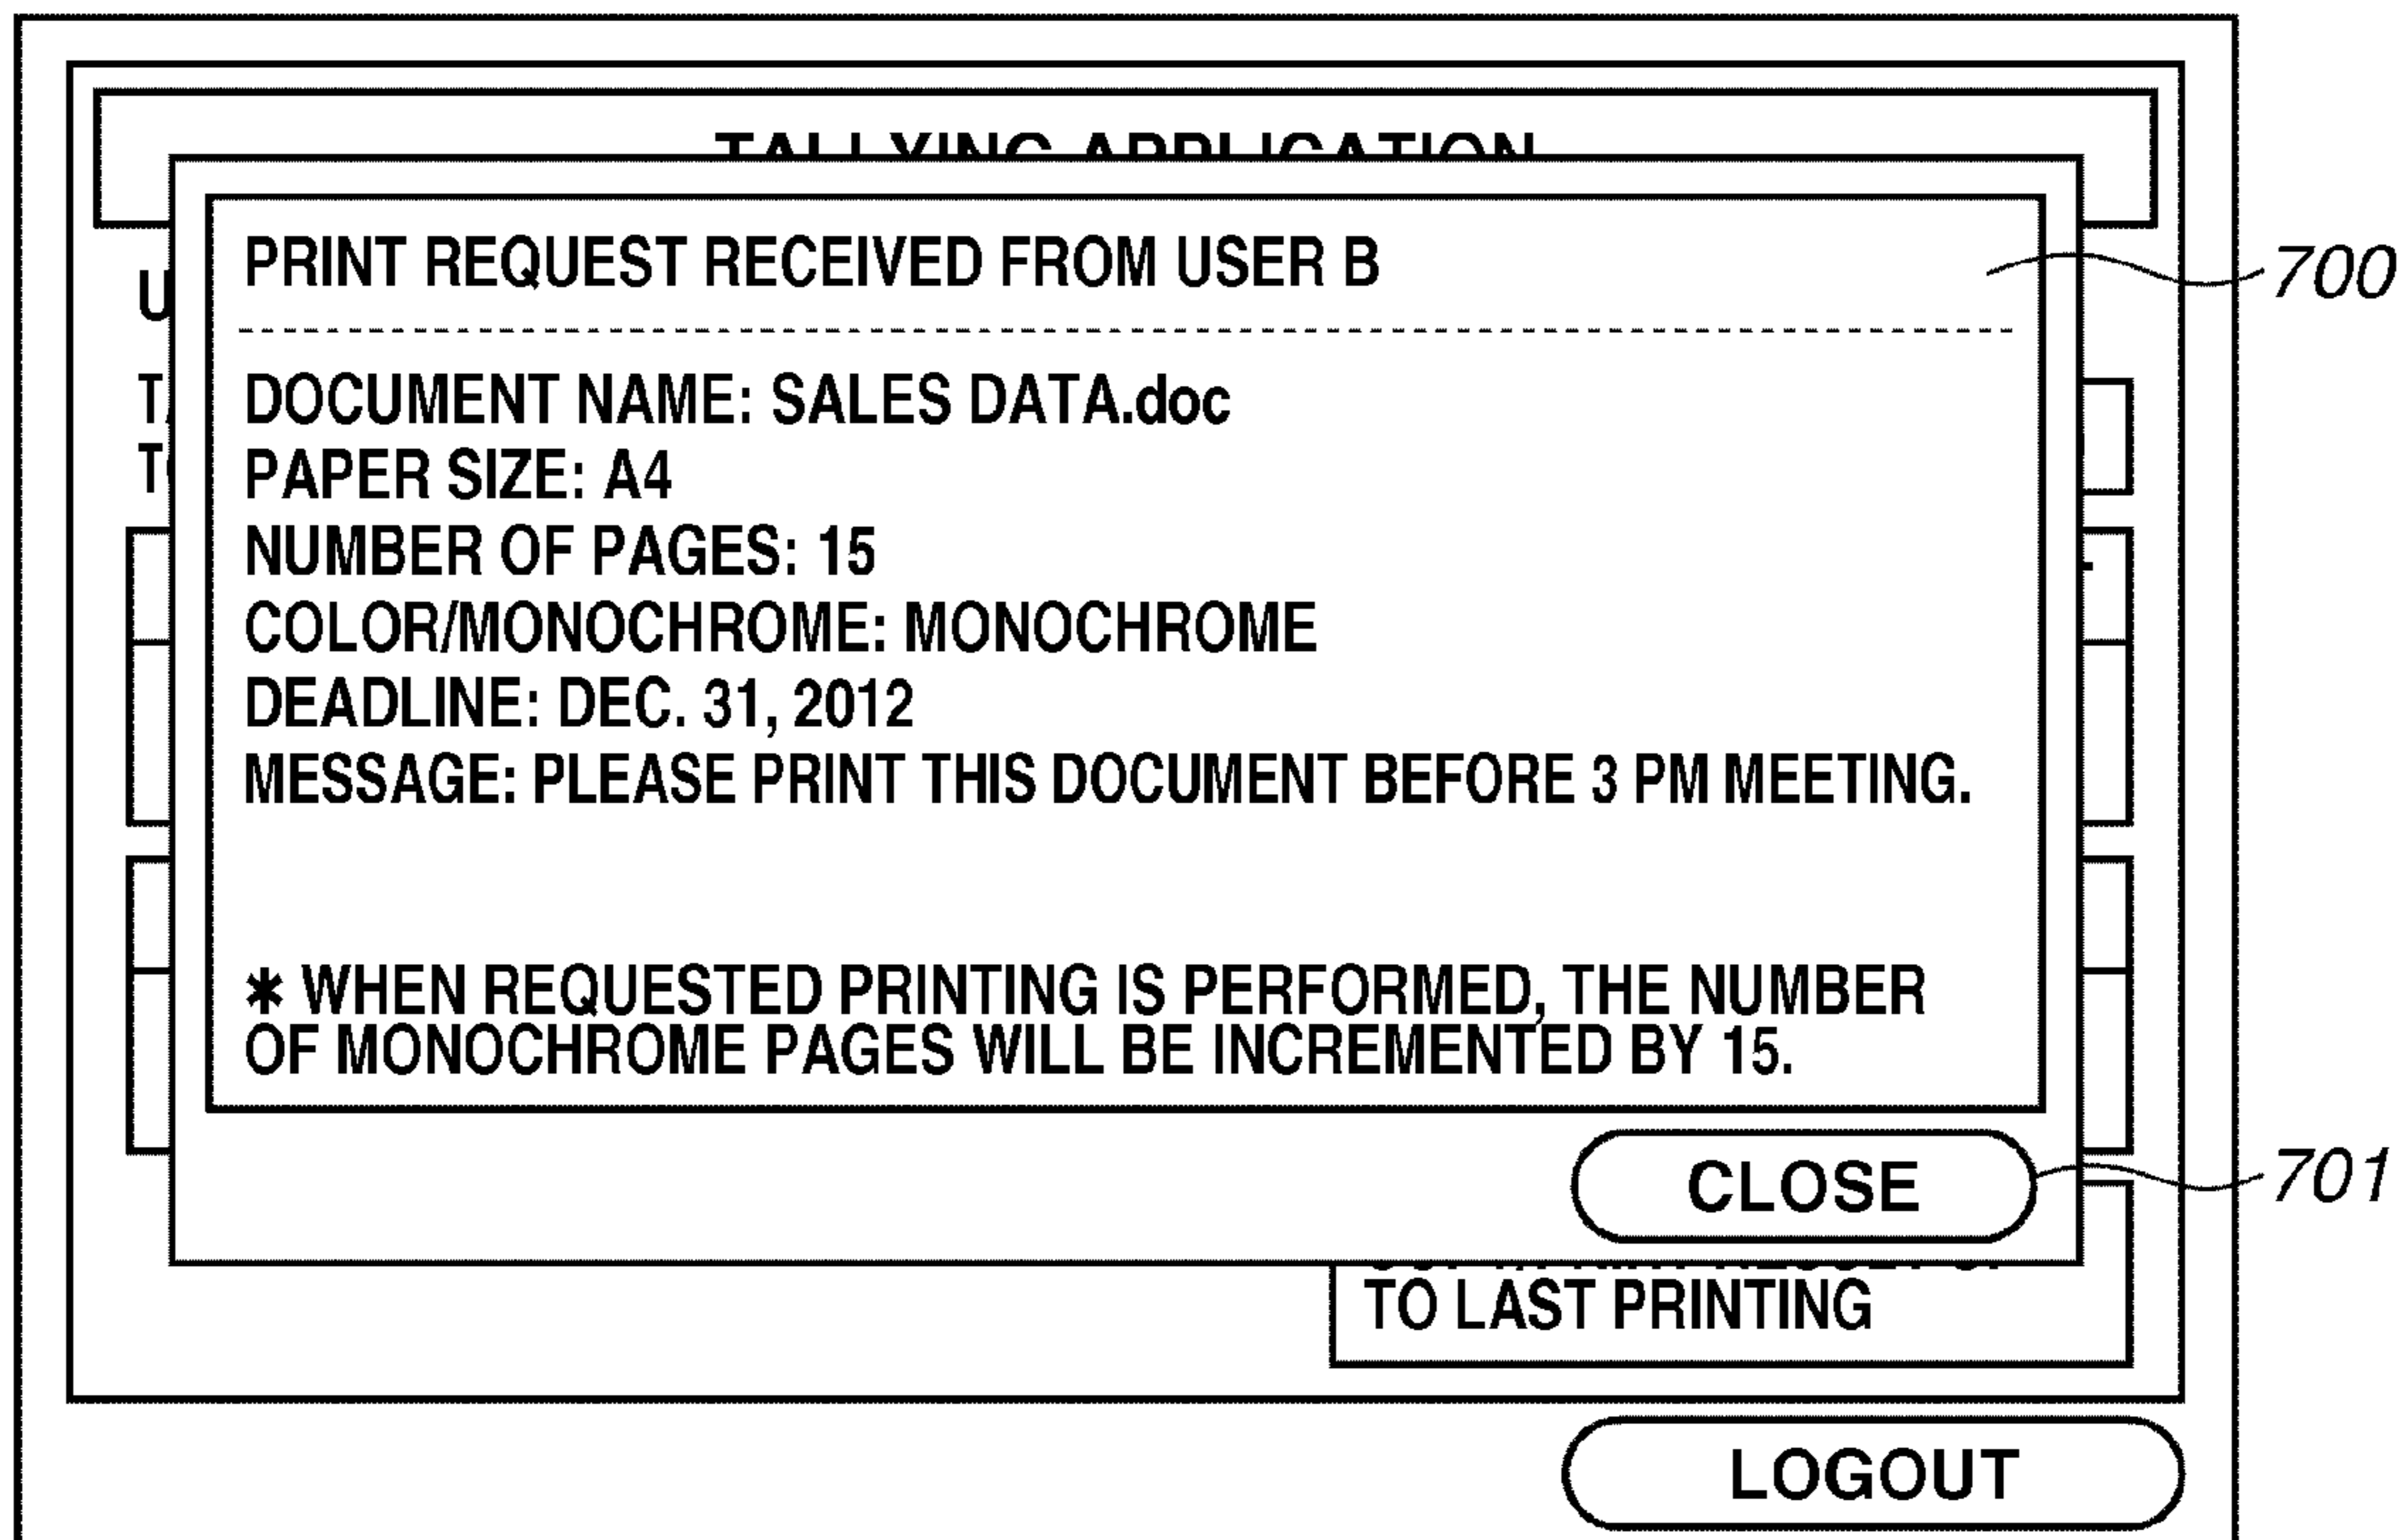 TALLYING APPLICATION
PRINT REQUEST RECEIVED FROM USER B
700
DOCUMENT NAME: SALES DATA.doc
PAPER SIZE: A4
NUMBER OF PAGES: 15
COLOR/MONOCHROME: MONOCHROME
DEADLINE: DEC. 31, 2012
MESSAGE: PLEASE PRINT THIS DOCUMENT BEFORE 3 PM MEETING.
* WHEN REQUESTED PRINTING IS PERFORMED, THE NUMBER
OF MONOCHROME PAGES WILL BE INCREMENTED BY 15.
CLOSE
701
TO LAST PRINTING
LOGOUT